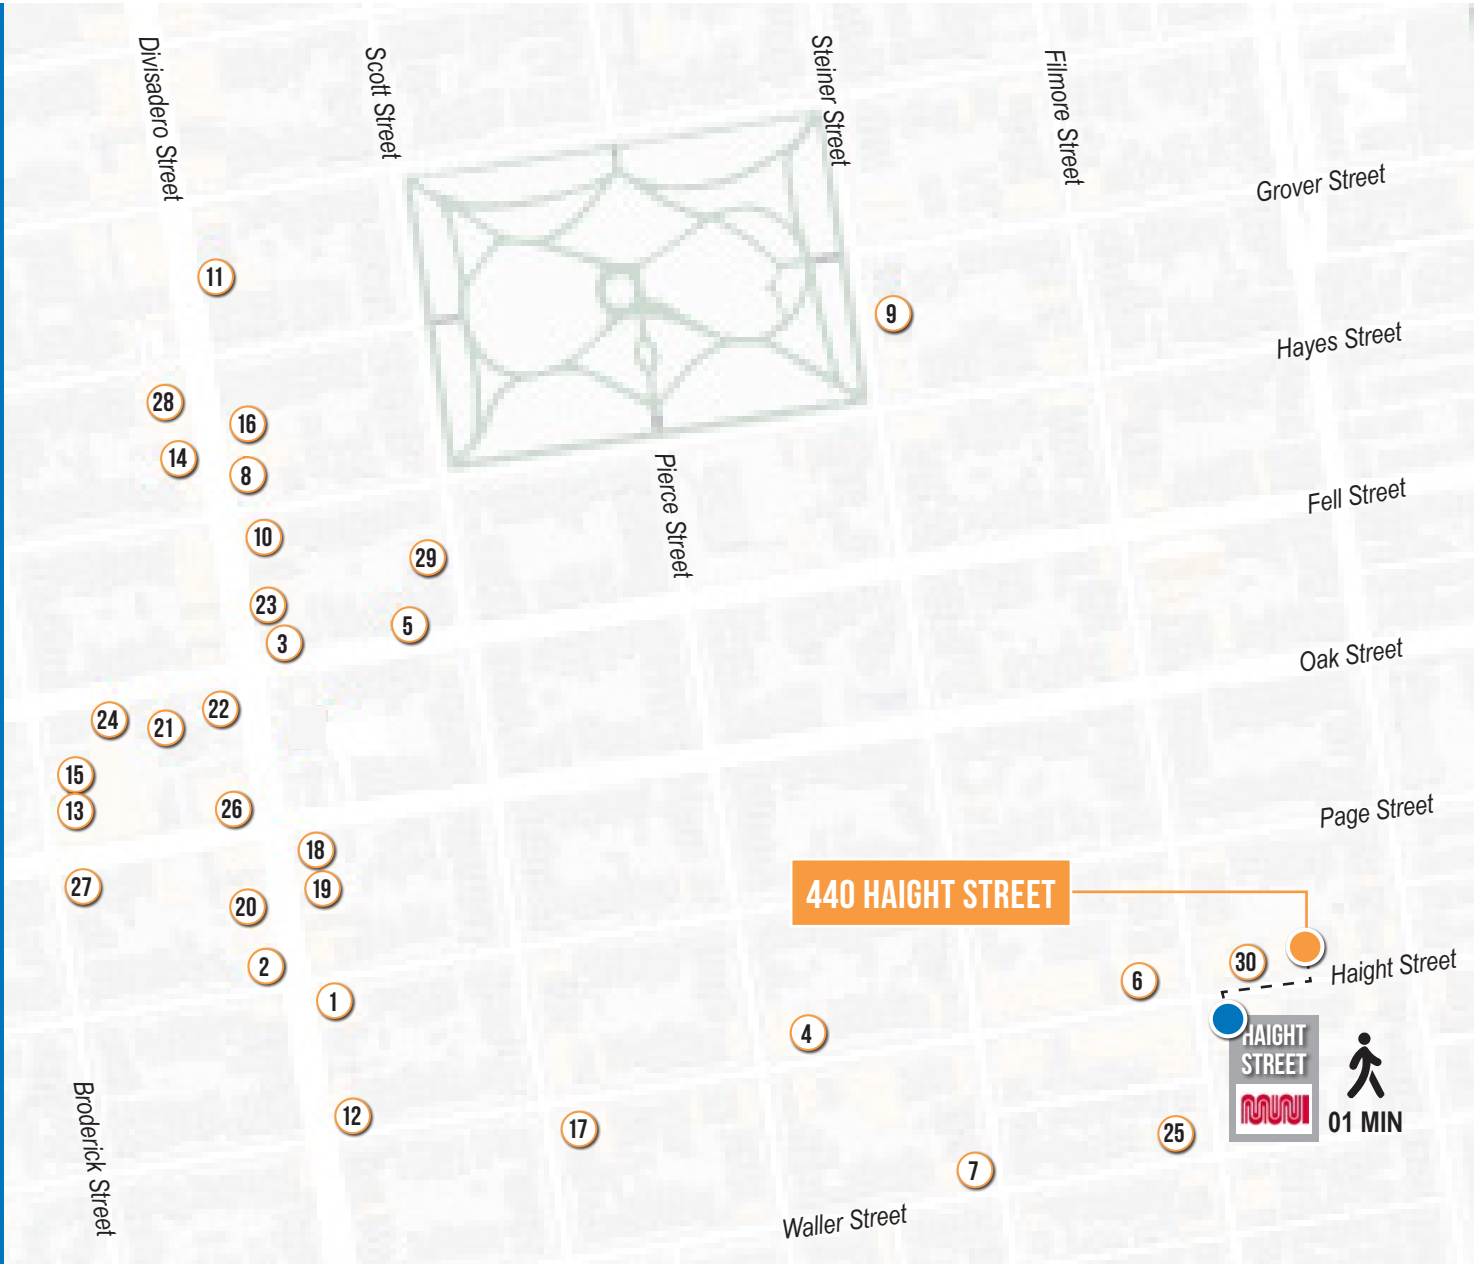 Divisadero Street
Scott Street
Steiner Street
Filmore Street
Grover Street
11
9
Hayes Street
28
16
14
8
Pierce Street
Fell Street
10
29
23
5
3
Oak Street
24
21
22
15
13
26
Page Street
18
27
19
20
440 HAIGHT STREET
2
1
6
30
Haight Street
4
HAIGHT
STREET
MUNI
01 MIN
Broderick Street
12
17
25
7
Waller Street